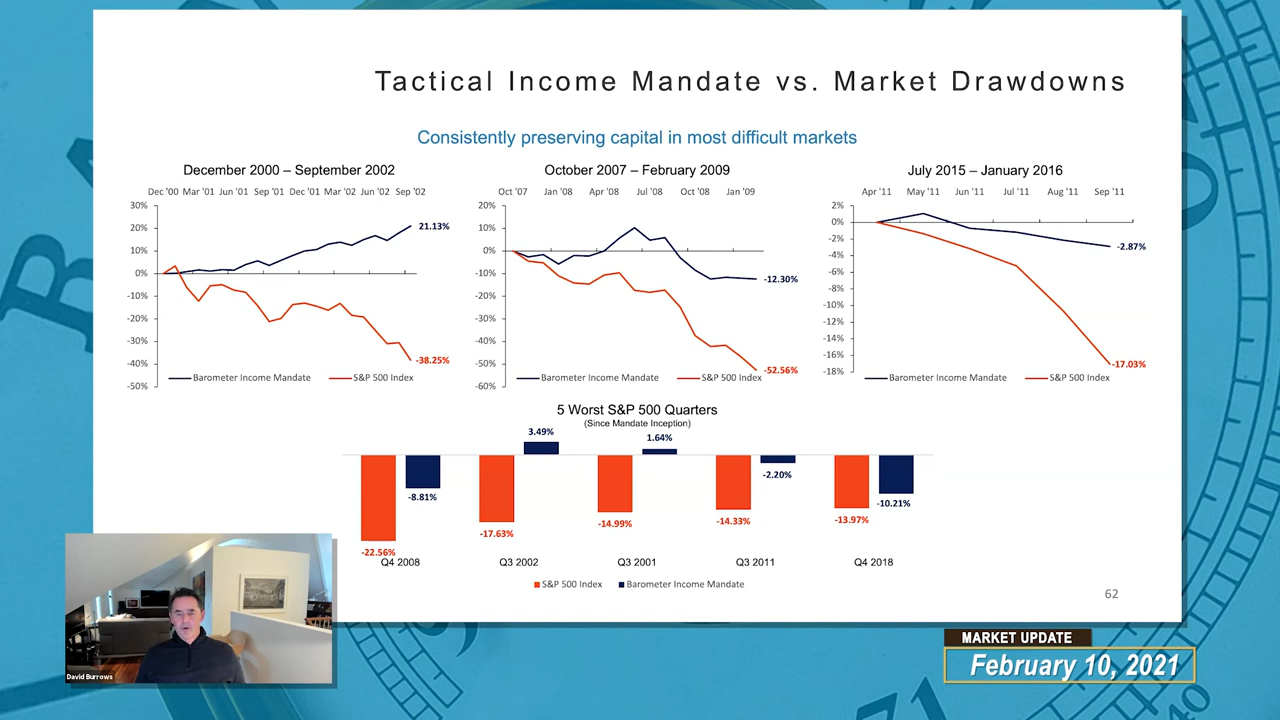 Tactical Income Mandate vs. Market Drawdowns
Consistently preserving capital in most difficult markets
December 2000 – September 2002
Dec '00 Mar '01 Jun '01 Sep '01 Dec '01 Mar '02 Jun '02 Sep '02
30%
20%
10%
0%
-10%
-20%
-30%
-40%
-50%
21.13%
-38.25%
Barometer Income Mandate S&P 500 Index
October 2007 – February 2009
Oct '07 Jan '08 Apr '08 Jul '08 Oct '08 Jan '09
20%
10%
0%
-10%
-20%
-30%
-40%
-50%
-60%
-12.30%
-52.56%
Barometer Income Mandate S&P 500 Index
July 2015 – January 2016
Apr '11 May '11 Jun '11 Jul '11 Aug '11 Sep '11
2%
0%
-2%
-4%
-6%
-8%
-10%
-12%
-14%
-16%
-18%
-2.87%
-17.03%
Barometer Income Mandate S&P 500 Index
5 Worst S&P 500 Quarters
(Since Mandate Inception)
3.49% 1.64%
-8.81% -2.20% -10.21%
-22.56% -17.63% -14.99% -14.33% -13.97%
Q4 2008 Q3 2002 Q3 2001 Q3 2011 Q4 2018
S&P 500 Index Barometer Income Mandate
62
David Burrows
MARKET UPDATE
February 10, 2021